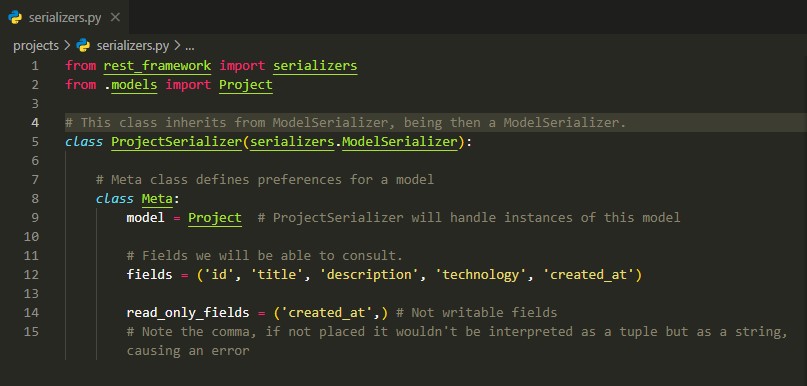 serializers.py ×
projects > serializers.py > ...
1 from rest_framework import serializers
2 from .models import Project
3
4 # This class inherits from ModelSerializer, being then a ModelSerializer.
5 class ProjectSerializer(serializers.ModelSerializer):
6
7     # Meta class defines preferences for a model
8     class Meta:
9         model = Project  # ProjectSerializer will handle instances of this model
10
11         # Fields we will be able to consult.
12         fields = ('id', 'title', 'description', 'technology', 'created_at')
13
14         read_only_fields = ('created_at',) # Not writable fields
15         # Note the comma, if not placed it wouldn't be interpreted as a tuple but as a string,
        causing an error